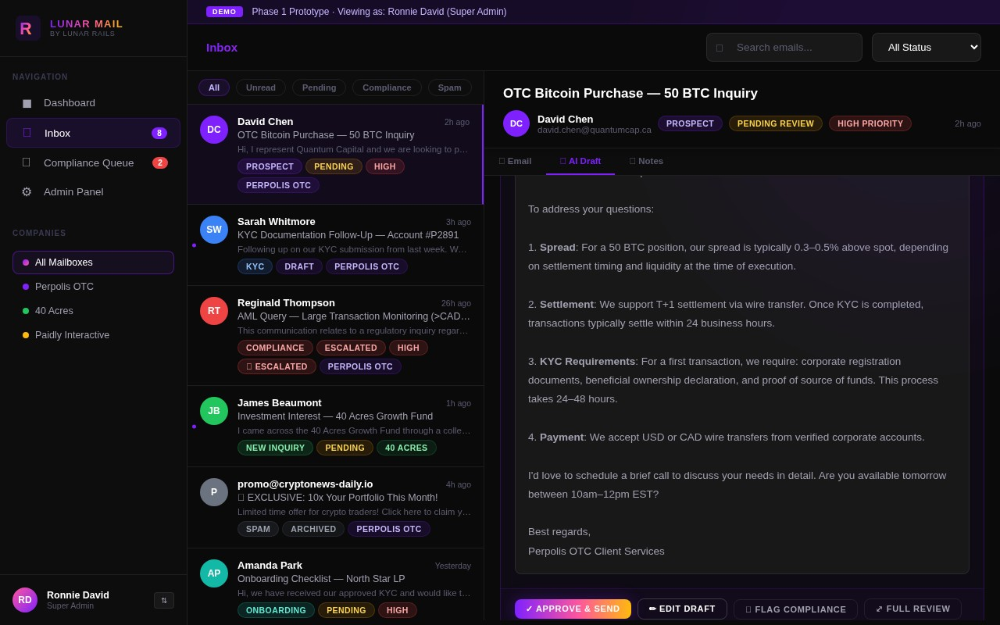 DEMO Phase 1 Prototype · Viewing as: Ronnie David (Super Admin)
R
LUNAR MAIL
BY LUNAR RAILS
NAVIGATION
Dashboard
Inbox 8
Compliance Queue 2
Admin Panel
COMPANIES
All Mailboxes
Perpolis OTC
40 Acres
Paidly Interactive
RD
Ronnie David
Super Admin
Inbox
Search emails...
All Status
All Unread Pending Compliance Spam
DC
David Chen 2h ago
OTC Bitcoin Purchase — 50 BTC Inquiry
Hi, I represent Quantum Capital and we are looking to p…
PROSPECT PENDING HIGH
PERPOLIS OTC
SW
Sarah Whitmore 3h ago
KYC Documentation Follow-Up — Account #P2891
Following up on our KYC submission from last week. W…
KYC DRAFT PERPOLIS OTC
RT
Reginald Thompson 26h ago
AML Query — Large Transaction Monitoring (>CAD…
This communication relates to a regulatory inquiry regar…
COMPLIANCE ESCALATED HIGH
ESCALATED PERPOLIS OTC
JB
James Beaumont 1h ago
Investment Interest — 40 Acres Growth Fund
I came across the 40 Acres Growth Fund through a colle…
NEW INQUIRY PENDING 40 ACRES
P
promo@cryptonews-daily.io 4h ago
EXCLUSIVE: 10x Your Portfolio This Month!
Limited time offer for crypto traders! Click here to claim y…
SPAM ARCHIVED PERPOLIS OTC
AP
Amanda Park Yesterday
Onboarding Checklist — North Star LP
Hi, we have received our approved KYC and would like t…
ONBOARDING PENDING HIGH
OTC Bitcoin Purchase — 50 BTC Inquiry
DC
David Chen
david.chen@quantumcap.ca
PROSPECT PENDING REVIEW HIGH PRIORITY 2h ago
Email AI Draft Notes
To address your questions:
1. Spread: For a 50 BTC position, our spread is typically 0.3–0.5% above spot, depending
on settlement timing and liquidity at the time of execution.
2. Settlement: We support T+1 settlement via wire transfer. Once KYC is completed,
transactions typically settle within 24 business hours.
3. KYC Requirements: For a first transaction, we require: corporate registration
documents, beneficial ownership declaration, and proof of source of funds. This process
takes 24–48 hours.
4. Payment: We accept USD or CAD wire transfers from verified corporate accounts.
I'd love to schedule a brief call to discuss your needs in detail. Are you available tomorrow
between 10am–12pm EST?
Best regards,
Perpolis OTC Client Services
✓ APPROVE & SEND ✏ EDIT DRAFT FLAG COMPLIANCE ⤢ FULL REVIEW